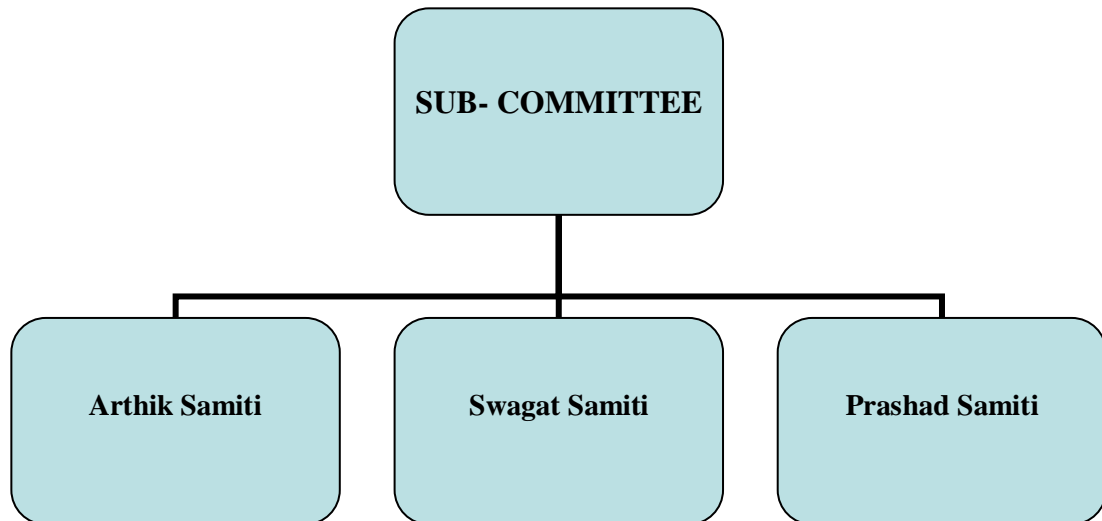 SUB- COMMITTEE
Arthik Samiti
Swagat Samiti
Prashad Samiti